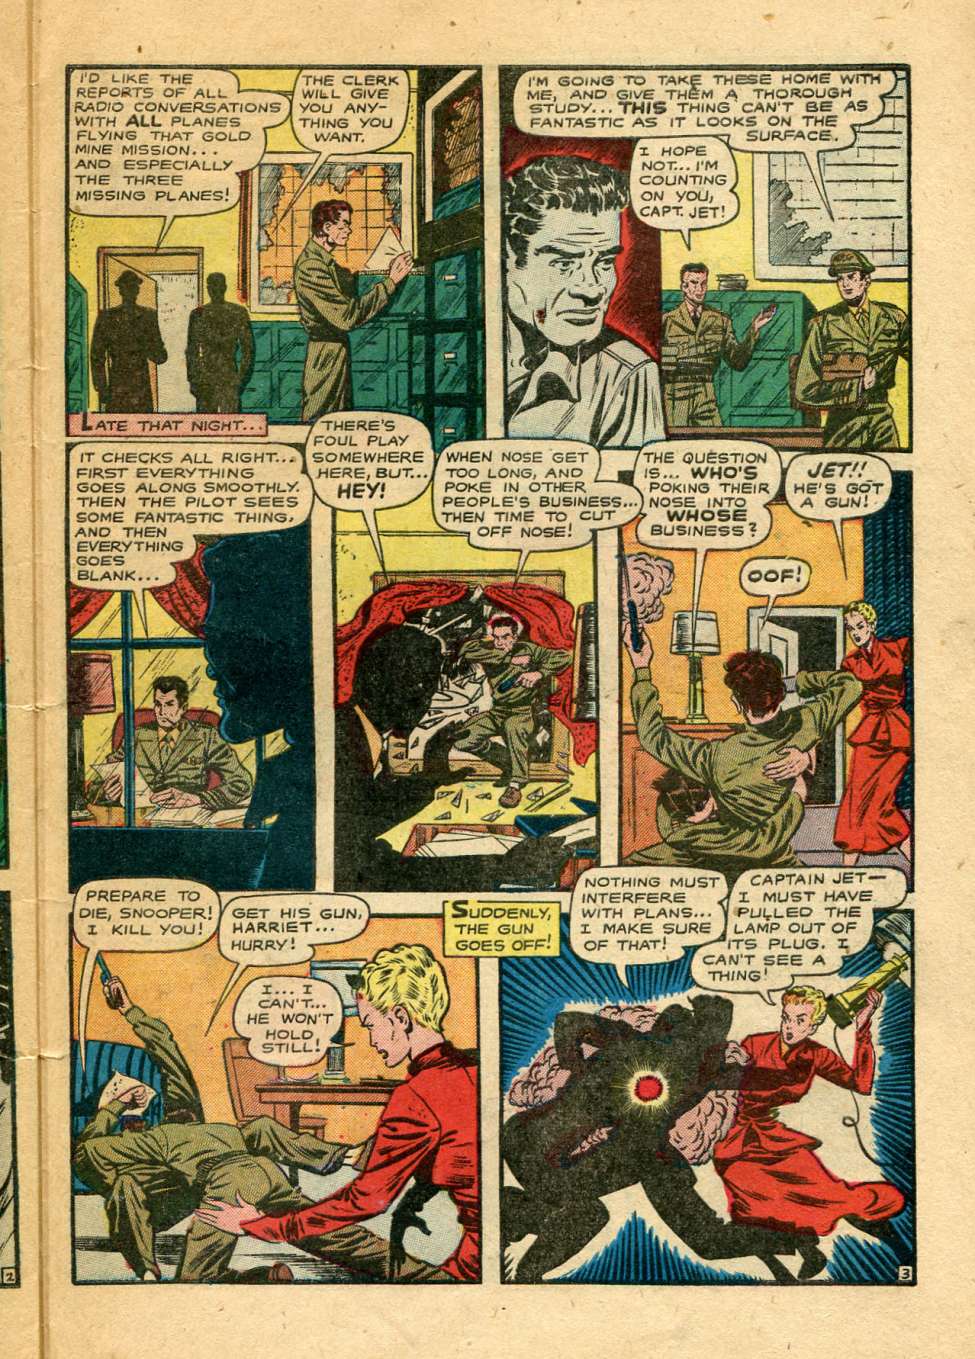 I'D LIKE THE
REPORTS OF ALL
RADIO CONVERSATIONS
WITH ALL PLANES
FLYING THAT GOLD
MINE MISSION...
AND ESPECIALLY
THE THREE
MISSING PLANES!
THE CLERK
WILL GIVE
YOU ANY-
THING YOU
WANT.
I'M GOING TO TAKE THESE HOME WITH
ME, AND GIVE THEM A THOROUGH
STUDY... THIS THING CAN'T BE AS
FANTASTIC AS IT LOOKS ON THE
SURFACE.
I HOPE
NOT... I'M
COUNTING
ON YOU,
CAPT. JET!
LATE THAT NIGHT...
IT CHECKS ALL RIGHT...
FIRST EVERYTHING
GOES ALONG SMOOTHLY.
THEN THE PILOT SEES
SOME FANTASTIC THING,
AND THEN
EVERYTHING
GOES
BLANK...
THERE'S
FOUL PLAY
SOMEWHERE
HERE, BUT...
HEY!
WHEN NOSE GET
TOO LONG, AND
POKE IN OTHER
PEOPLE'S BUSINESS...
THEN TIME TO CUT
OFF NOSE!
THE QUESTION
IS... WHO'S
POKING THEIR
NOSE INTO
WHOSE
BUSINESS?
OOF!
JET!!
HE'S GOT
A GUN!
PREPARE TO
DIE, SNOOPER!
I KILL YOU!
GET HIS GUN,
HARRIET...
HURRY!
I... I
CAN'T...
HE WON'T
HOLD
STILL!
SUDDENLY,
THE GUN
GOES OFF!
NOTHING MUST
INTERFERE
WITH PLANS...
I MAKE SURE
OF THAT!
CAPTAIN JET—
I MUST HAVE
PULLED THE
LAMP OUT OF
ITS PLUG. I
CAN'T SEE A
THING!
2
3